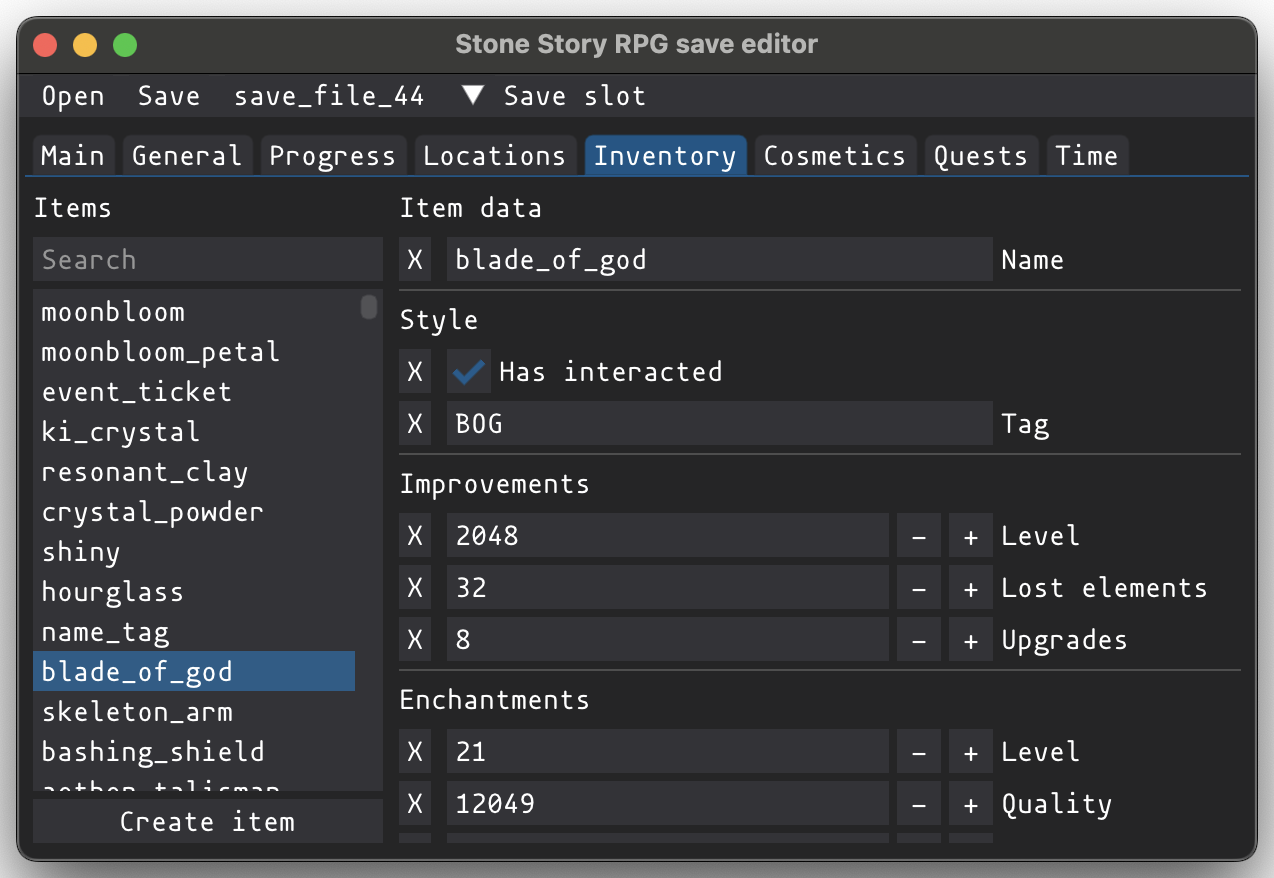 Stone Story RPG save editor
Open Save save_file_44 ▼ Save slot
Main General Progress Locations Inventory Cosmetics Quests Time
Items
Search
moonbloom
moonbloom_petal
event_ticket
ki_crystal
resonant_clay
crystal_powder
shiny
hourglass
name_tag
blade_of_god
skeleton_arm
bashing_shield
Create item
Item data
X blade_of_god Name
Style
X Has interacted
X BOG Tag
Improvements
X 2048 - + Level
X 32 - + Lost elements
X 8 - + Upgrades
Enchantments
X 21 - + Level
X 12049 - + Quality